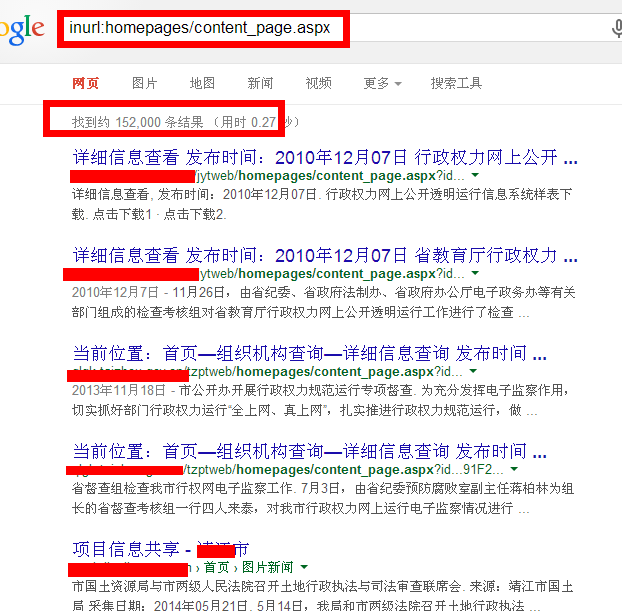 ogle
inurl:homepages/content_page.aspx
网页 图片 地图 新闻 视频 更多 搜索工具
找到约 152,000 条结果 （用时 0.27 秒）
详细信息查看 发布时间：2010年12月07日 行政权力网上公开 ...
/jytweb/homepages/content_page.aspx?id...
详细信息查看, 发布时间：2010年12月07日. 行政权力网上公开透明运行信息系统样表下
载. 点击下载1 · 点击下载2.
详细信息查看 发布时间：2010年12月07日 省教育厅行政权力 ...
jytweb/homepages/content_page.aspx?id...
2010年12月7日 - 11月26日，由省纪委、省政府法制办、省政府办公厅电子政务办等有关
部门组成的检查考核组对省教育厅行政权力网上公开透明运行工作进行了检查 ...
当前位置：首页—组织机构查询—详细信息查询 发布时间 ...
tzptweb/homepages/content_page.aspx?id...
2013年11月18日 - 市公开办开展行政权力规范运行专项督查. 为充分发挥电子监察作用，
切实抓好部门行政权力运行“全上网、真上网”，扎实推进行政权力规范运行，做 ...
当前位置：首页—组织机构查询—详细信息查询 发布时间 ...
/tzptweb/homepages/content_page.aspx?id...91F2...
省督查组检查我市行权网电子监察工作. 7月3日，由省纪委预防腐败室副主任蒋柏林为组
长的省督查考核组一行四人来泰，对我市行政权力网上运行电子监察情况进行 ...
项目信息共享 - 市
› 首页 › 图片新闻
市国土资源局与市两级人民法院召开土地行政执法与司法审查联席会. 来源：靖江市国土
局 采集日期：2014年05月21日. 5月14日，我局和市两级法院召开土地行政执法